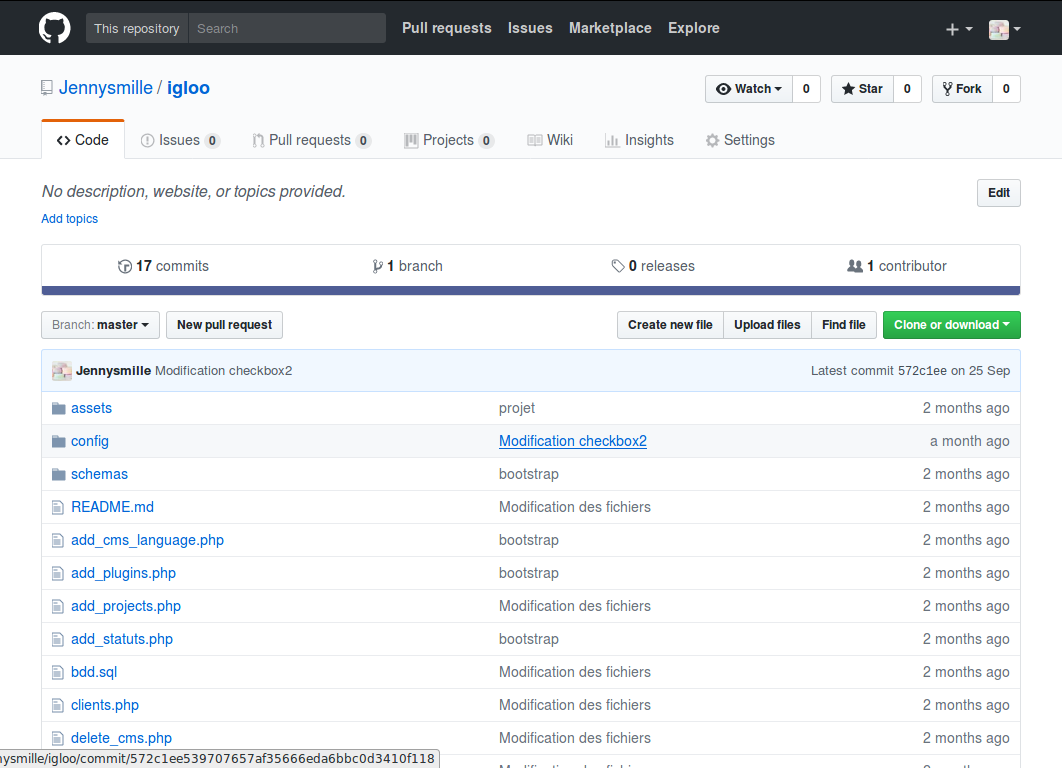 This repository Search Pull requests Issues Marketplace Explore
Jennysmille / igloo Watch 0 Star 0 Fork 0
Code Issues 0 Pull requests 0 Projects 0 Wiki Insights Settings
No description, website, or topics provided. Edit
Add topics
17 commits 1 branch 0 releases 1 contributor
Branch: master New pull request Create new file Upload files Find file Clone or download
Jennysmille Modification checkbox2 Latest commit 572c1ee on 25 Sep
assets projet 2 months ago
config Modification checkbox2 a month ago
schemas bootstrap 2 months ago
README.md Modification des fichiers 2 months ago
add_cms_language.php bootstrap 2 months ago
add_plugins.php bootstrap 2 months ago
add_projects.php Modification des fichiers 2 months ago
add_statuts.php bootstrap 2 months ago
bdd.sql Modification des fichiers 2 months ago
clients.php Modification des fichiers 2 months ago
delete_cms.php Modification des fichiers 2 months ago
nysmille/igloo/commit/572c1ee539707657af35666eda6bbc0d3410f118